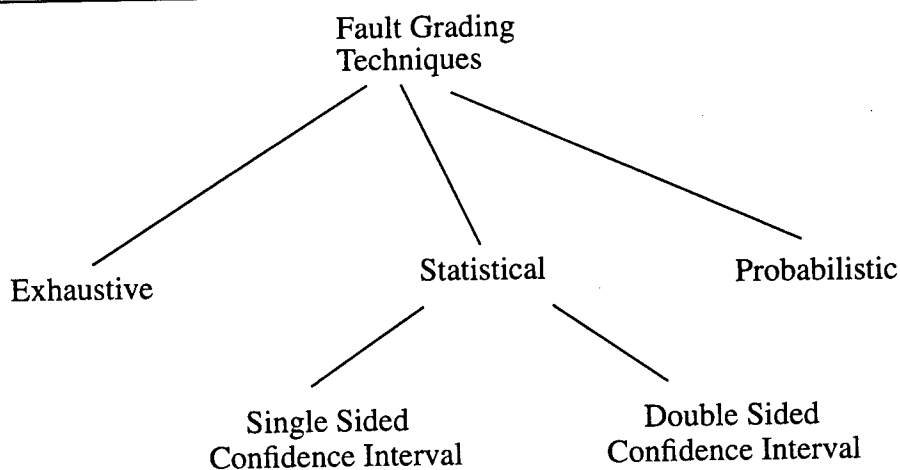 Fault Grading
Techniques
Exhaustive
Statistical
Probabilistic
Single Sided
Confidence Interval
Double Sided
Confidence Interval